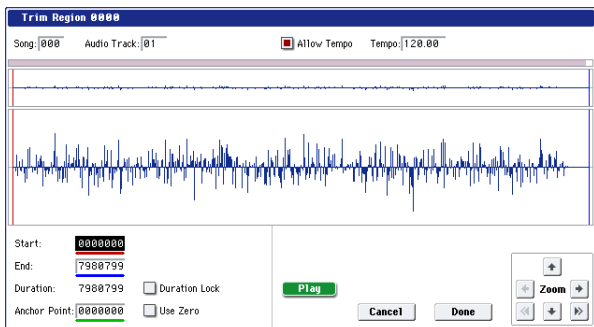 Trim Region 0000
Song: 000 Audio Track: 01 Allow Tempo Tempo: 120.00
Start: 0000000
End: 7980799
Duration: 7980799 Duration Lock Play Zoom
Anchor Point: 0000000 Use Zero Cancel Done